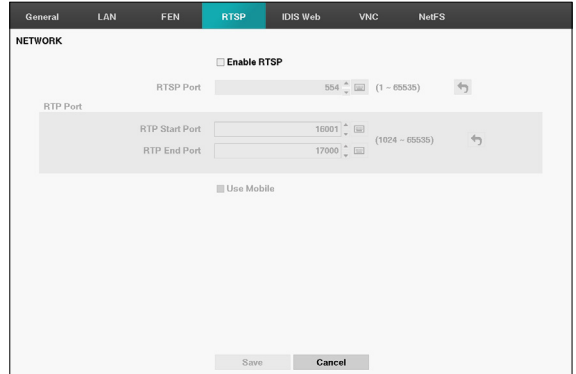 General LAN FEN RTSP IDIS Web VNC NetFS
NETWORK
Enable RTSP
RTSP Port 554 (1 ~ 65535)
RTP Port
RTP Start Port 16001
(1024 ~ 65535)
RTP End Port 17000
Use Mobile
Save Cancel